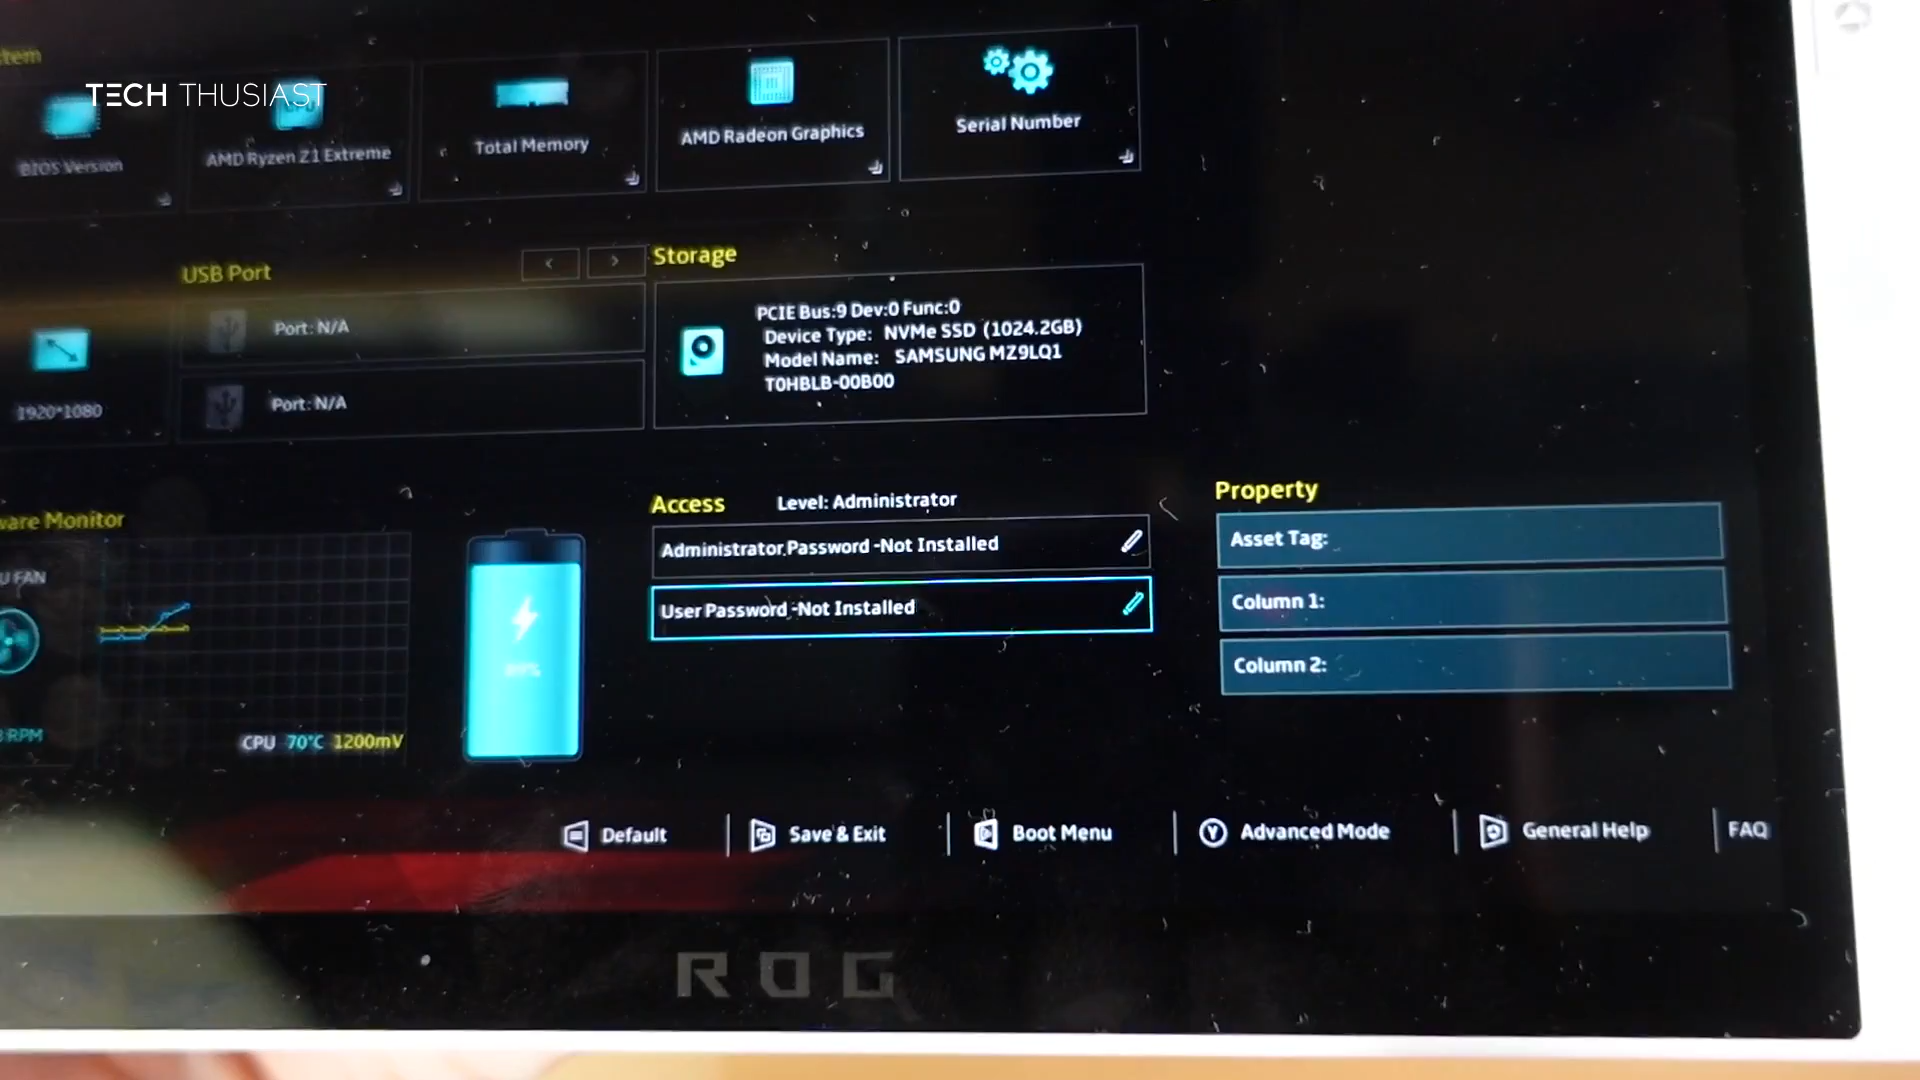 TECH THUSIAST
BIOS Version
AMD Ryzen Z1 Extreme
Total Memory
AMD Radeon Graphics
Serial Number
USB Port
< >
Storage
1920*1080
Port: N/A
Port: N/A
PCIE Bus:9 Dev:0 Func:0
Device Type: NVMe SSD (1024.2GB)
Model Name: SAMSUNG MZ9LQ1
T0HBLB-00B00
Monitor
FAN
RPM
CPU 70°C 1200mV
Access Level: Administrator
Administrator Password -Not Installed
User Password -Not Installed
Property
Asset Tag:
Column 1:
Column 2:
Default
Save & Exit
Boot Menu
Y Advanced Mode
General Help
FAQ
ROG